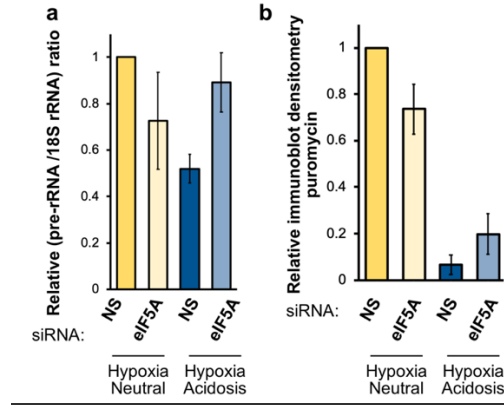 a
Relative (pre-rRNA /18S rRNA) ratio
1
0.8
0.6
0.4
0.2
0
siRNA:
NS
eIF5A
NS
eIF5A
Hypoxia
Neutral
Hypoxia
Acidosis
b
Relative immunoblot densitometry
puromycin
1
0.8
0.6
0.4
0.2
0
NS
eIF5A
NS
eIF5A
Hypoxia
Neutral
Hypoxia
Acidosis